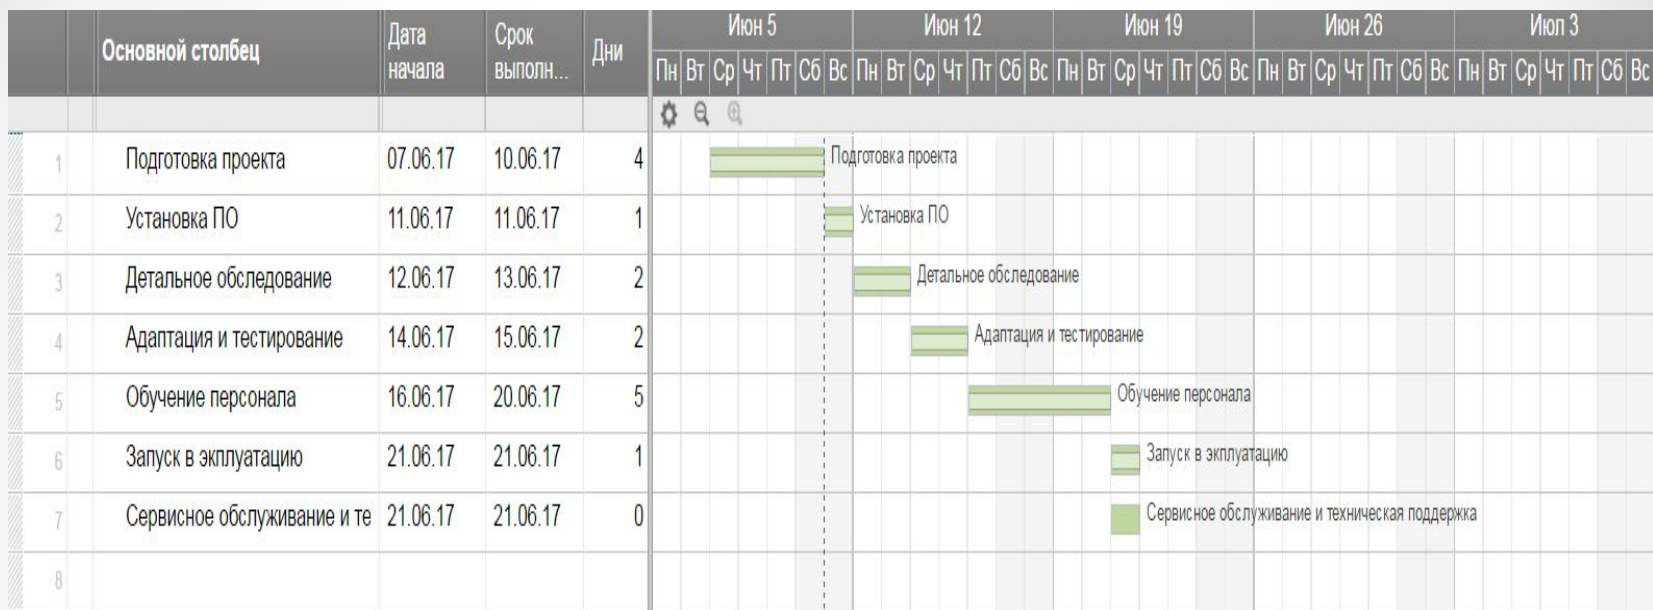 Основной столбец
Дата
начала
Срок
выполн...
Дни
Июн 5
Июн 12
Июн 19
Июн 26
Июл 3
Пн Вт Ср Чт Пт Сб Вс Пн Вт Ср Чт Пт Сб Вс Пн Вт Ср Чт Пт Сб Вс Пн Вт Ср Чт Пт Сб Вс Пн Вт Ср Чт Пт Сб Вс
1 Подготовка проекта 07.06.17 10.06.17 4 Подготовка проекта
2 Установка ПО 11.06.17 11.06.17 1 Установка ПО
3 Детальное обследование 12.06.17 13.06.17 2 Детальное обследование
4 Адаптация и тестирование 14.06.17 15.06.17 2 Адаптация и тестирование
5 Обучение персонала 16.06.17 20.06.17 5 Обучение персонала
6 Запуск в экплуатацию 21.06.17 21.06.17 1 Запуск в экплуатацию
7 Сервисное обслуживание и те 21.06.17 21.06.17 0 Сервисное обслуживание и техническая поддержка
8